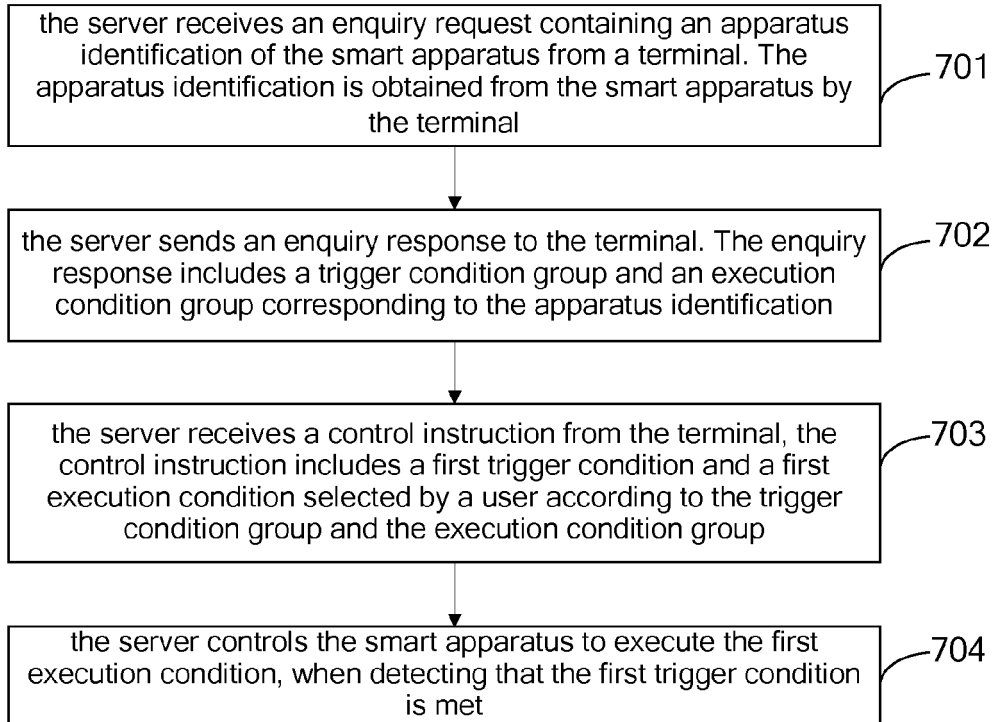 the server receives an enquiry request containing an apparatus
identification of the smart apparatus from a terminal. The
apparatus identification is obtained from the smart apparatus by
the terminal
701
the server sends an enquiry response to the terminal. The enquiry
response includes a trigger condition group and an execution
condition group corresponding to the apparatus identification
702
the server receives a control instruction from the terminal, the
control instruction includes a first trigger condition and a first
execution condition selected by a user according to the trigger
condition group and the execution condition group
703
the server controls the smart apparatus to execute the first
execution condition, when detecting that the first trigger condition
is met
704